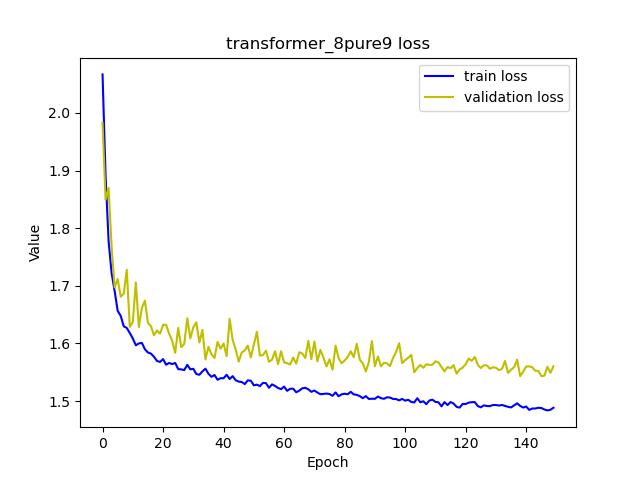 transformer_8pure9 loss
train loss
validation loss
2.0
1.9
1.8
1.7
1.6
1.5
Value
0 20 40 60 80 100 120 140
Epoch